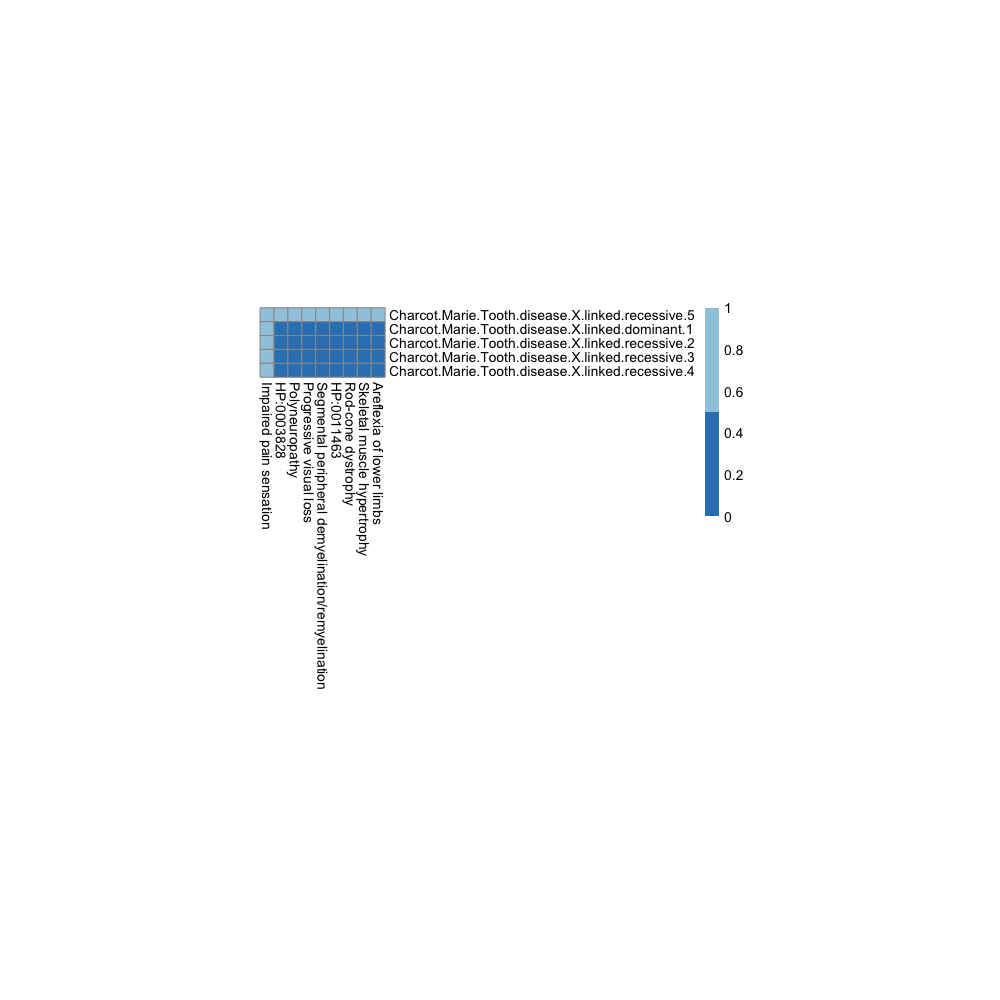 Charcot.Marie.Tooth.disease.X.linked.recessive.5
Charcot.Marie.Tooth.disease.X.linked.dominant.1
Charcot.Marie.Tooth.disease.X.linked.recessive.2
Charcot.Marie.Tooth.disease.X.linked.recessive.3
Charcot.Marie.Tooth.disease.X.linked.recessive.4
Impaired pain sensation
HP:0003828
Polyneuropathy
Progressive visual loss
Segmental peripheral demyelination/remyelination
HP:0011463
Rod-cone dystrophy
Skeletal muscle hypertrophy
Areflexia of lower limbs
1
0.8
0.6
0.4
0.2
0